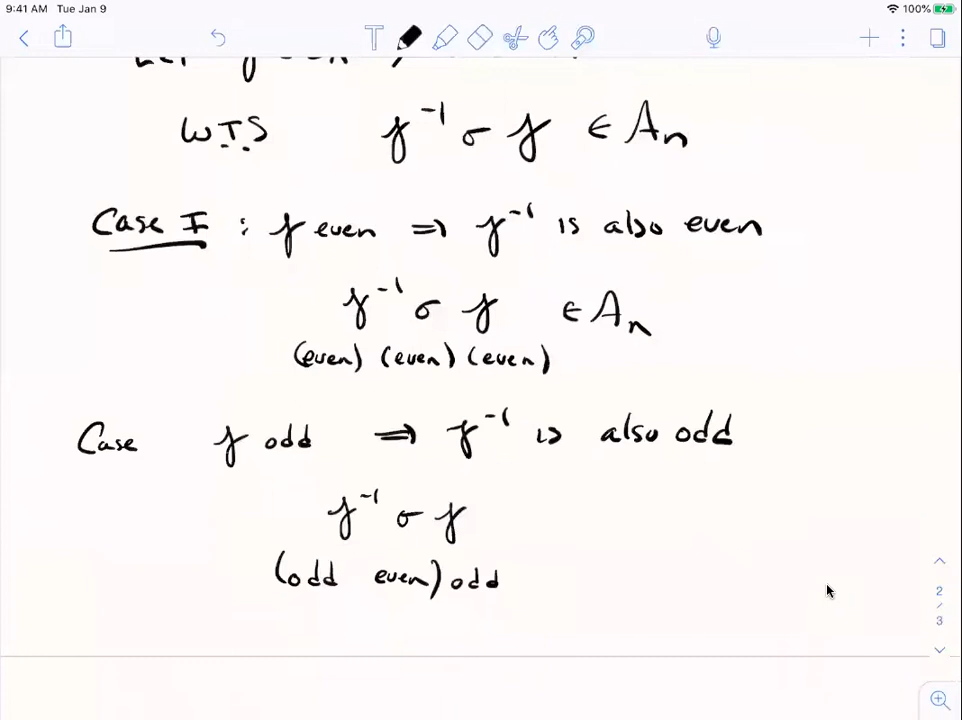 9:41 AM Tue Jan 9
100%
WTS γ⁻¹ σ γ ∈ Aₙ
Case I : γ even ⇒ γ⁻¹ is also even
γ⁻¹ σ γ ∈ Aₙ
(even) (even) (even)
Case γ odd ⇒ γ⁻¹ is also odd
γ⁻¹ σ γ
(odd even) odd
2
/
3